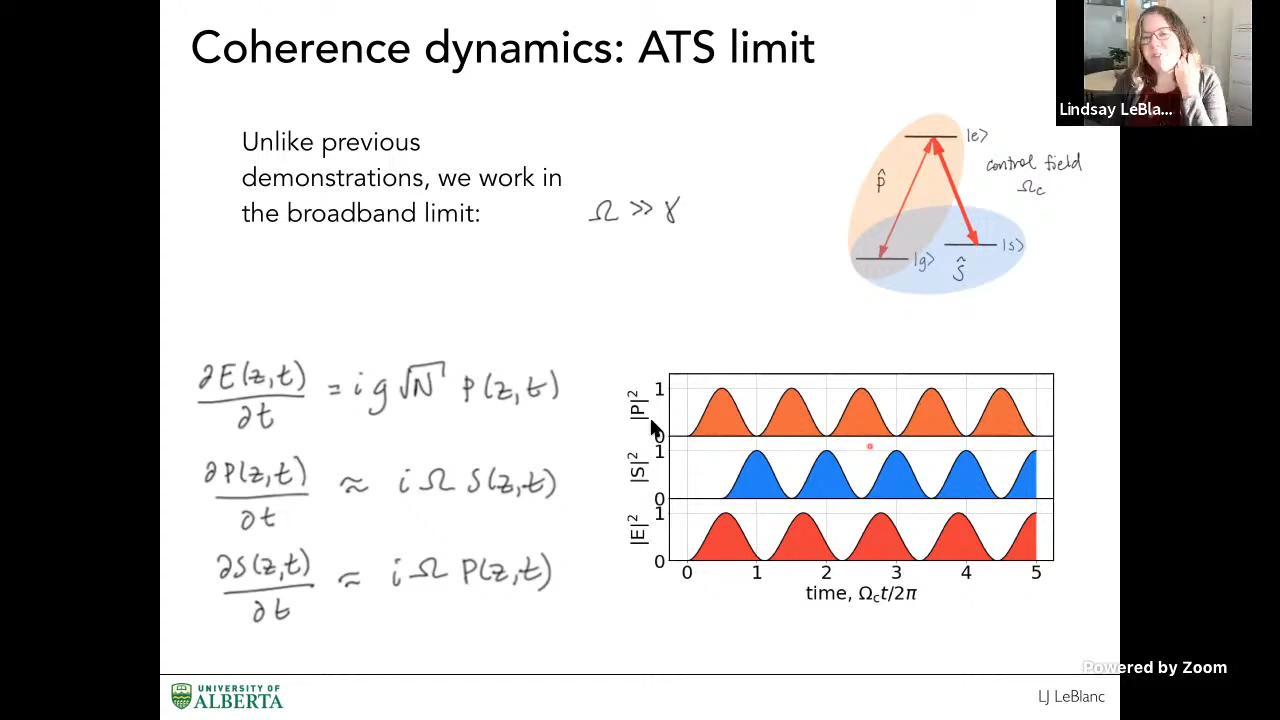 Coherence dynamics: ATS limit
Lindsay LeBla...
Unlike previous
demonstrations, we work in
the broadband limit:
Ω >> γ
|e>
control field
Ωc
p̂
|s>
|g>
Ŝ
∂E(z,t)/∂t = i g √N P(z,t)
∂P(z,t)/∂t ≈ i Ω S(z,t)
∂S(z,t)/∂t ≈ i Ω P(z,t)
|P|²
1
0
|S|²
1
0
|E|²
1
0
0 1 2 3 4 5
time, Ωct/2π
Powered by Zoom
UNIVERSITY OF
ALBERTA
LJ LeBlanc